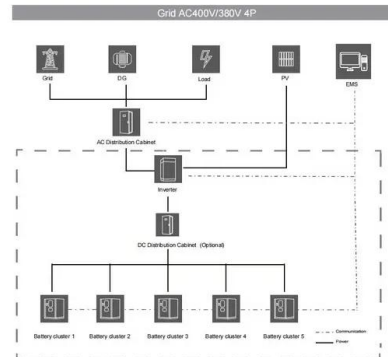 Grid AC400V/380V 4P
Grid
DG
Load
PV
EMS
AC Distribution Cabinet
Inverter
DC Distribution Cabinet (Optional)
Battery cluster 1
Battery cluster 2
Battery cluster 3
Battery cluster 4
Battery cluster 5
Communication
Power